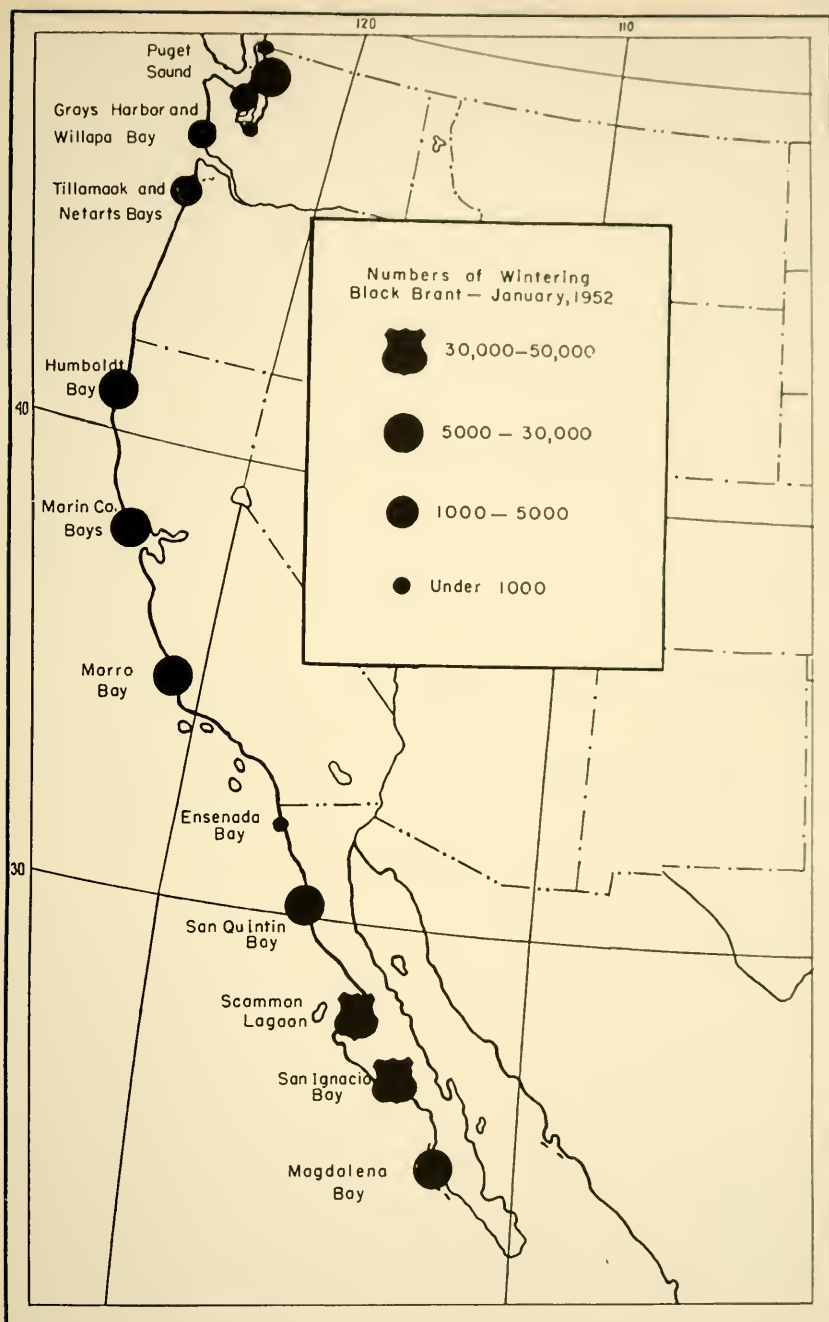 120
110
Puget
Sound
Grays Harbor and
Willapa Bay
Tillamook and
Netarts Bays
Numbers of Wintering
Black Brant — January, 1952
30,000–50,000
5000 – 30,000
1000 – 5000
Under 1000
Humboldt
Bay
40
Marin Co.
Bays
Morro
Bay
Ensenada
Bay
30
San Quintin
Bay
Scammon
Lagoon
San Ignacio
Bay
Magdalena
Bay